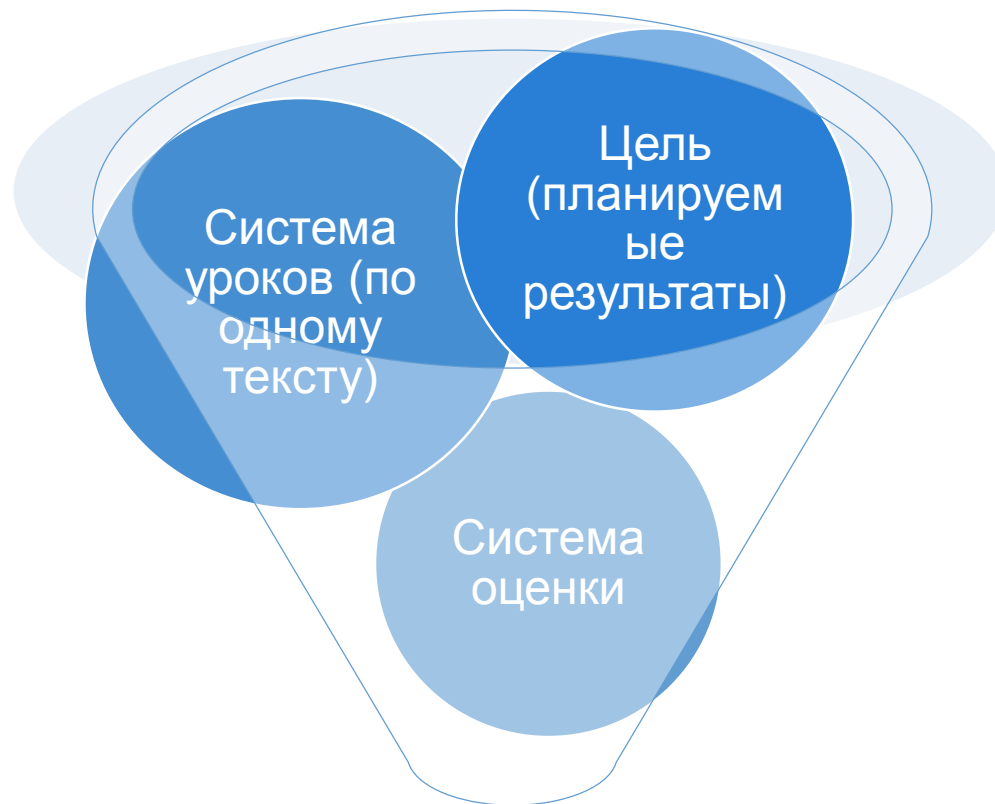 Цель
(планируем
ые
результаты)
Система
уроков (по
одному
тексту)
Система
оценки